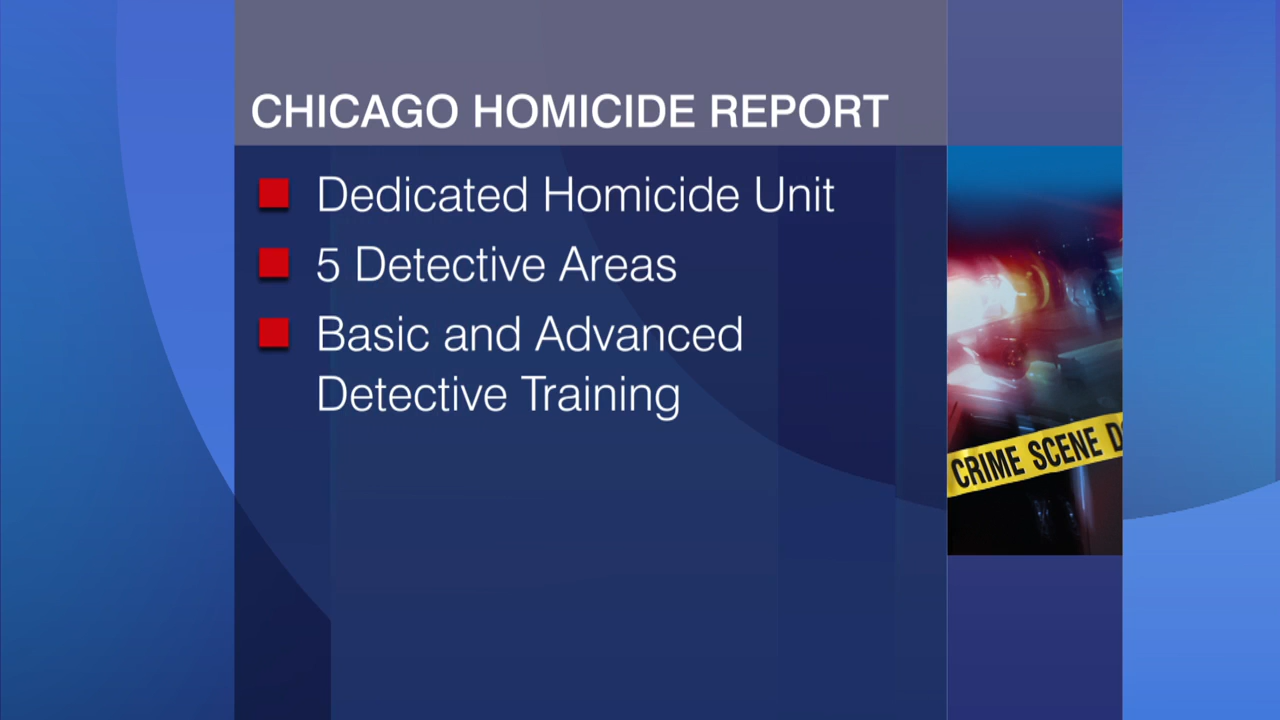 CHICAGO HOMICIDE REPORT
Dedicated Homicide Unit
5 Detective Areas
Basic and Advanced
Detective Training
CRIME SCENE D